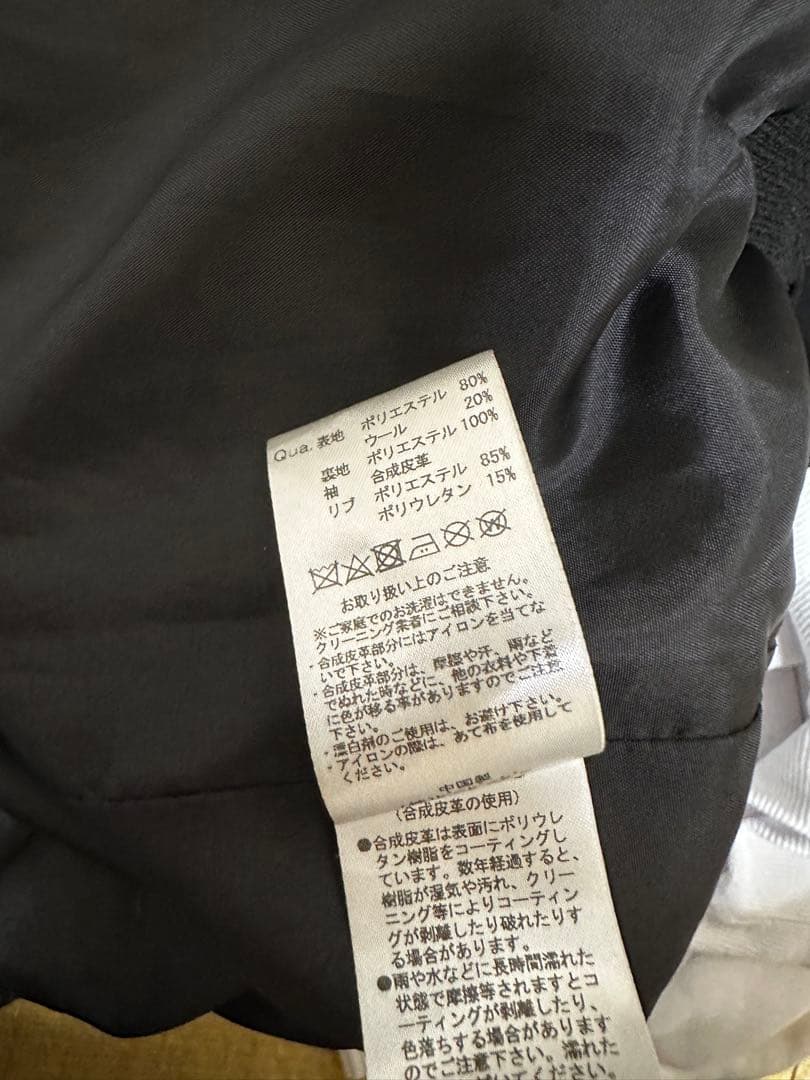 Qua. 表地 ポリエステル 80%
ウール 20%
裏地 ポリエステル 100%
袖 合成皮革
リブ ポリエステル 85%
ポリウレタン 15%
お取り扱い上のご注意
※ご家庭でのお洗濯はできません。
クリーニング業者にご相談下さい。
・合成皮革部分にはアイロンを当てな
いで下さい。
・合成皮革部分は、摩擦や汗、雨など
でぬれた時などに、他の衣料や下着
に色が移る事がありますのでご注意
下さい。
・漂白剤のご使用は、お避け下さい。
・アイロンの際は、あて布を使用して
ください。
中国製
(合成皮革の使用)
●合成皮革は表面にポリウレ
タン樹脂をコーティングし
ています。数年経過すると、
樹脂が湿気や汚れ、クリー
ニング等によりコーティン
グが剥離したり破れたりす
る場合があります。
●雨や水などに長時間濡れた
状態で摩擦等されますとコ
ーティングが剥離したり、
色落ちする場合があります
のでご注意下さい。濡れた